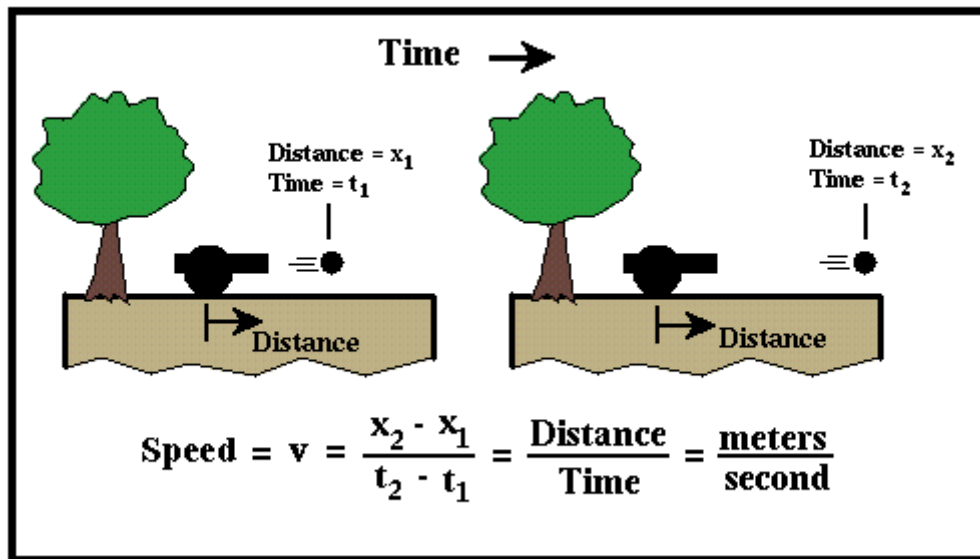 Time
Distance = x₁
Time = t₁
Distance = x₂
Time = t₂
Distance
Distance
Speed = v = (x₂ - x₁)/(t₂ - t₁) = Distance/Time = meters/second